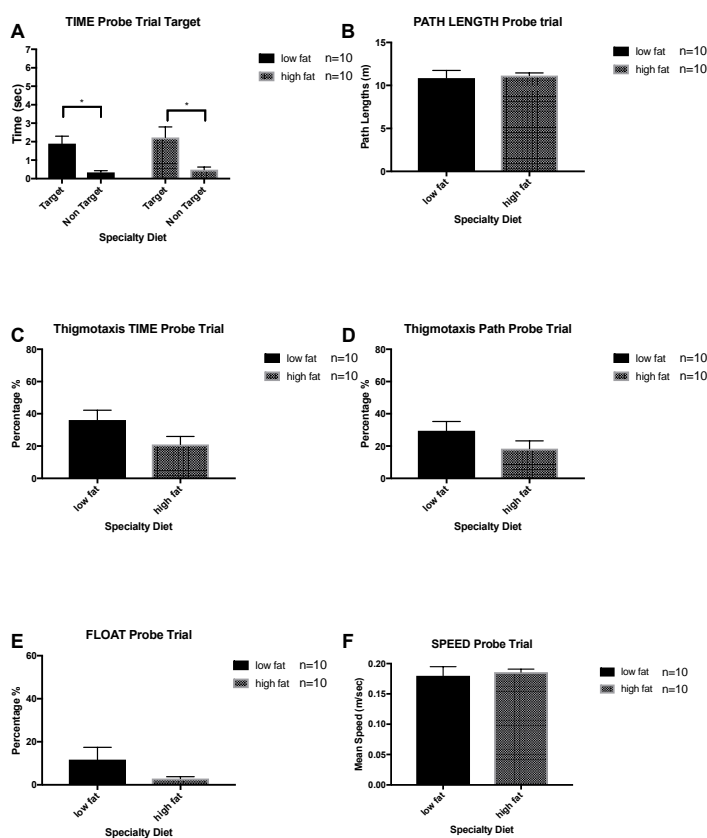 A
TIME Probe Trial Target
Time (sec)
7
6
5
4
3
2
1
0
*
*
Target
Non Target
Target
Non Target
Specialty Diet
low fat n=10
high fat n=10
B
PATH LENGTH Probe trial
Path Lengths (m)
15
10
5
0
low fat
high fat
Specialty Diet
low fat n=10
high fat n=10
C
Thigmotaxis TIME Probe Trial
Percentage %
80
60
40
20
0
low fat
high fat
Specialty Diet
low fat n=10
high fat n=10
D
Thigmotaxis Path Probe Trial
Percentage %
80
60
40
20
0
low fat
high fat
Specialty Diet
low fat n=10
high fat n=10
E
FLOAT Probe Trial
Percentage %
60
40
20
0
low fat
high fat
Specialty Diet
low fat n=10
high fat n=10
F
SPEED Probe Trial
Mean Speed (m/sec)
0.20
0.15
0.10
0.05
0.00
low fat
high fat
Specialty Diet
low fat n=10
high fat n=10